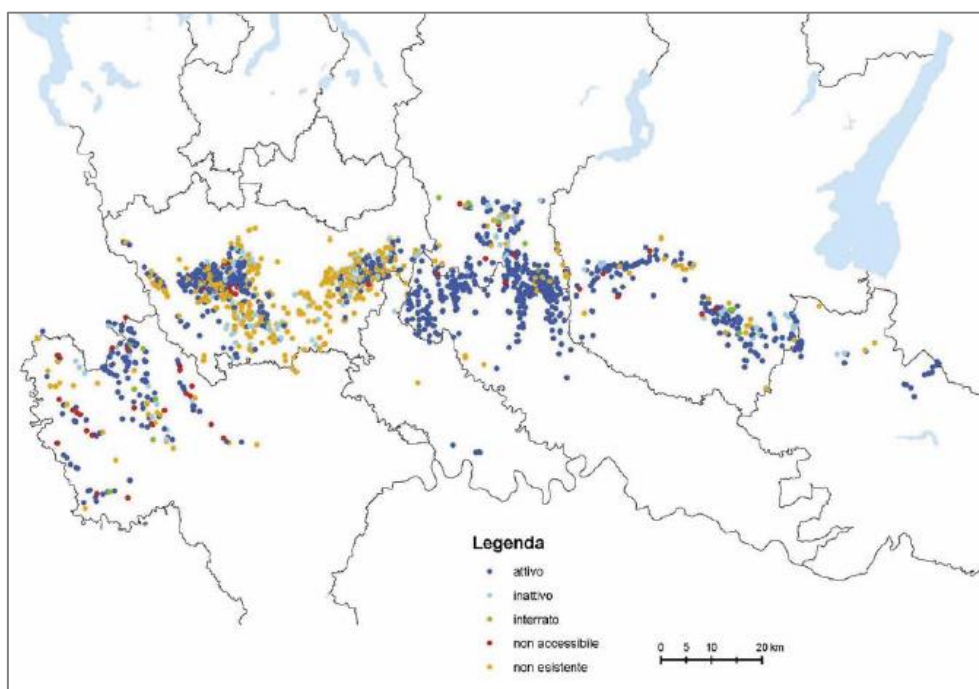 Legenda
attivo
inattivo
interrato
non accessibile
non esistente
0 5 10 20 km